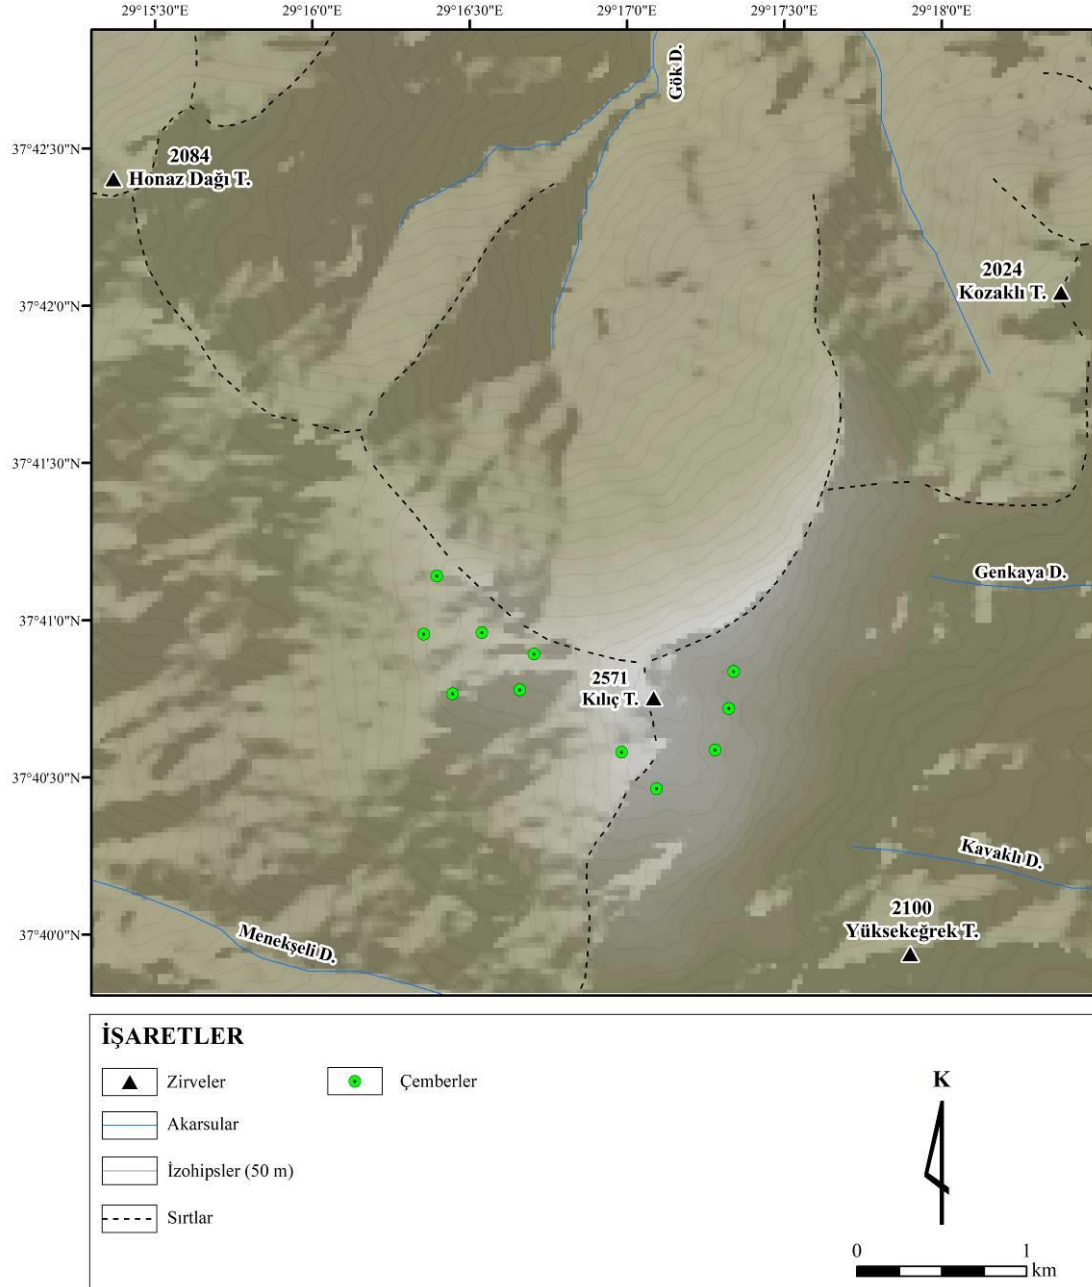 29°15'30"E
29°16'0"E
29°16'30"E
29°17'0"E
29°17'30"E
29°18'0"E
Gök D.
37°42'30"N
2084
Honaz Dağı T.
2024
Kozaklı T.
37°42'0"N
37°41'30"N
Genkaya D.
37°41'0"N
2571
Kılıç T.
37°40'30"N
Kavaklı D.
2100
Yükseğrek T.
37°40'0"N
Menekşeli D.
İŞARETLER
Zirveler
Çemberler
Akarsular
İzohipsler (50 m)
Sırtlar
K
0 1
km